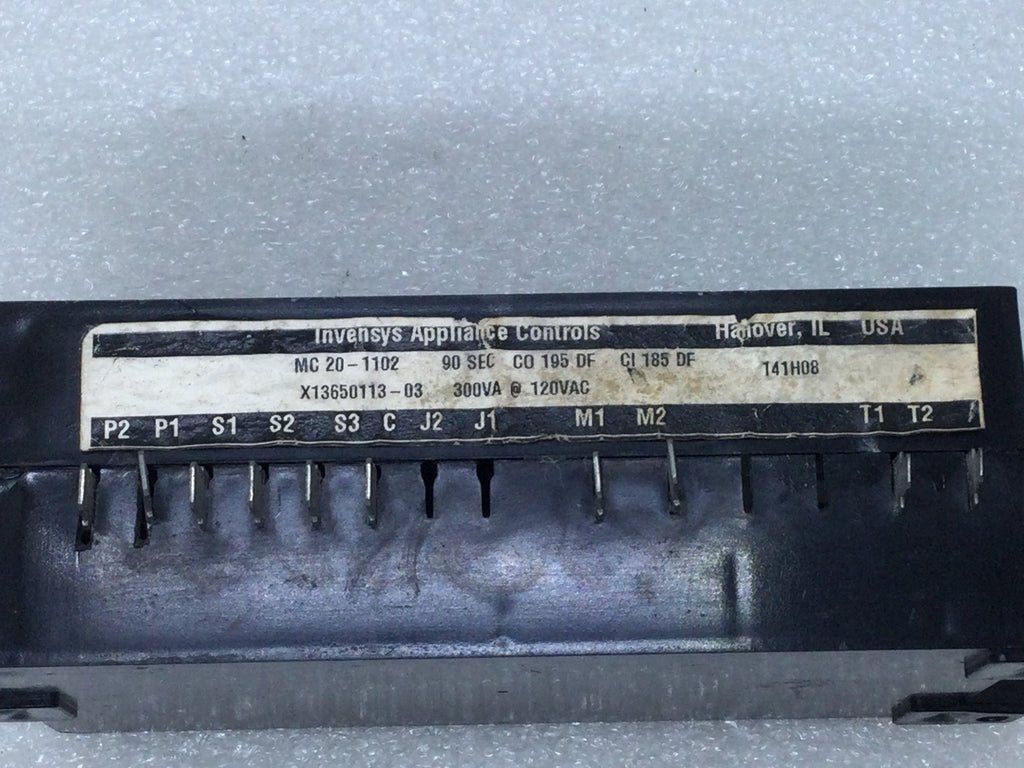 Invensys Appliance Controls Hanover, IL USA
MC 20-1102 90 SEC CO 195 DF CI 185 DF 141H08
X13650113-03 300VA @ 120VAC
P2 P1 S1 S2 S3 C J2 J1 M1 M2 T1 T2